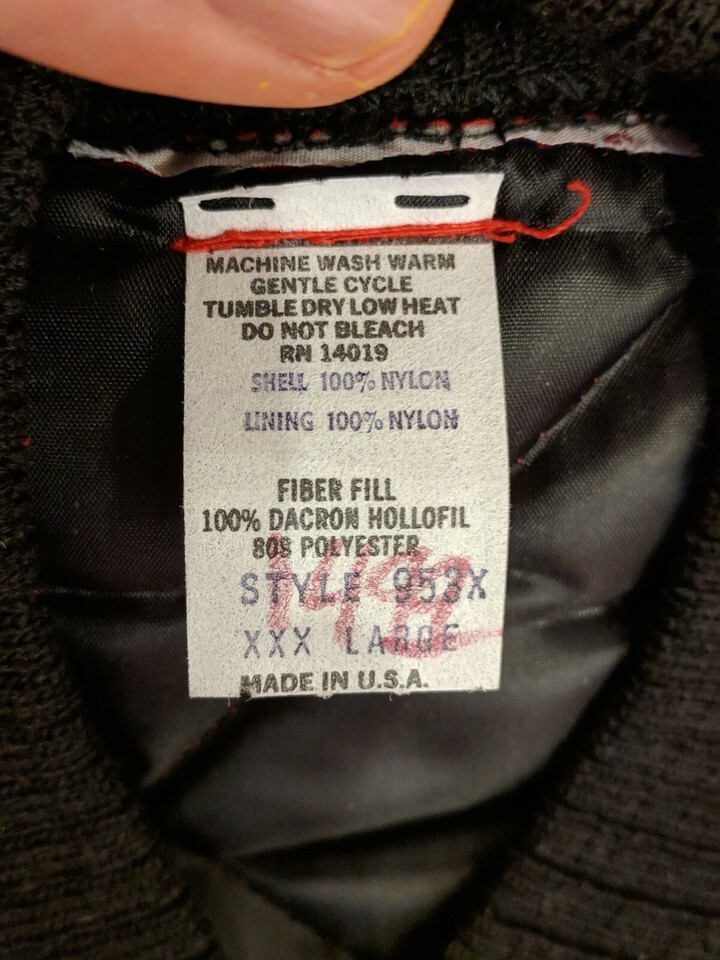 MACHINE WASH WARM
GENTLE CYCLE
TUMBLE DRY LOW HEAT
DO NOT BLEACH
RN 14019
SHELL 100% NYLON
LINING 100% NYLON
FIBER FILL
100% DACRON HOLLOFIL
808 POLYESTER
STYLE 953X
XXX LARGE
MADE IN U.S.A.